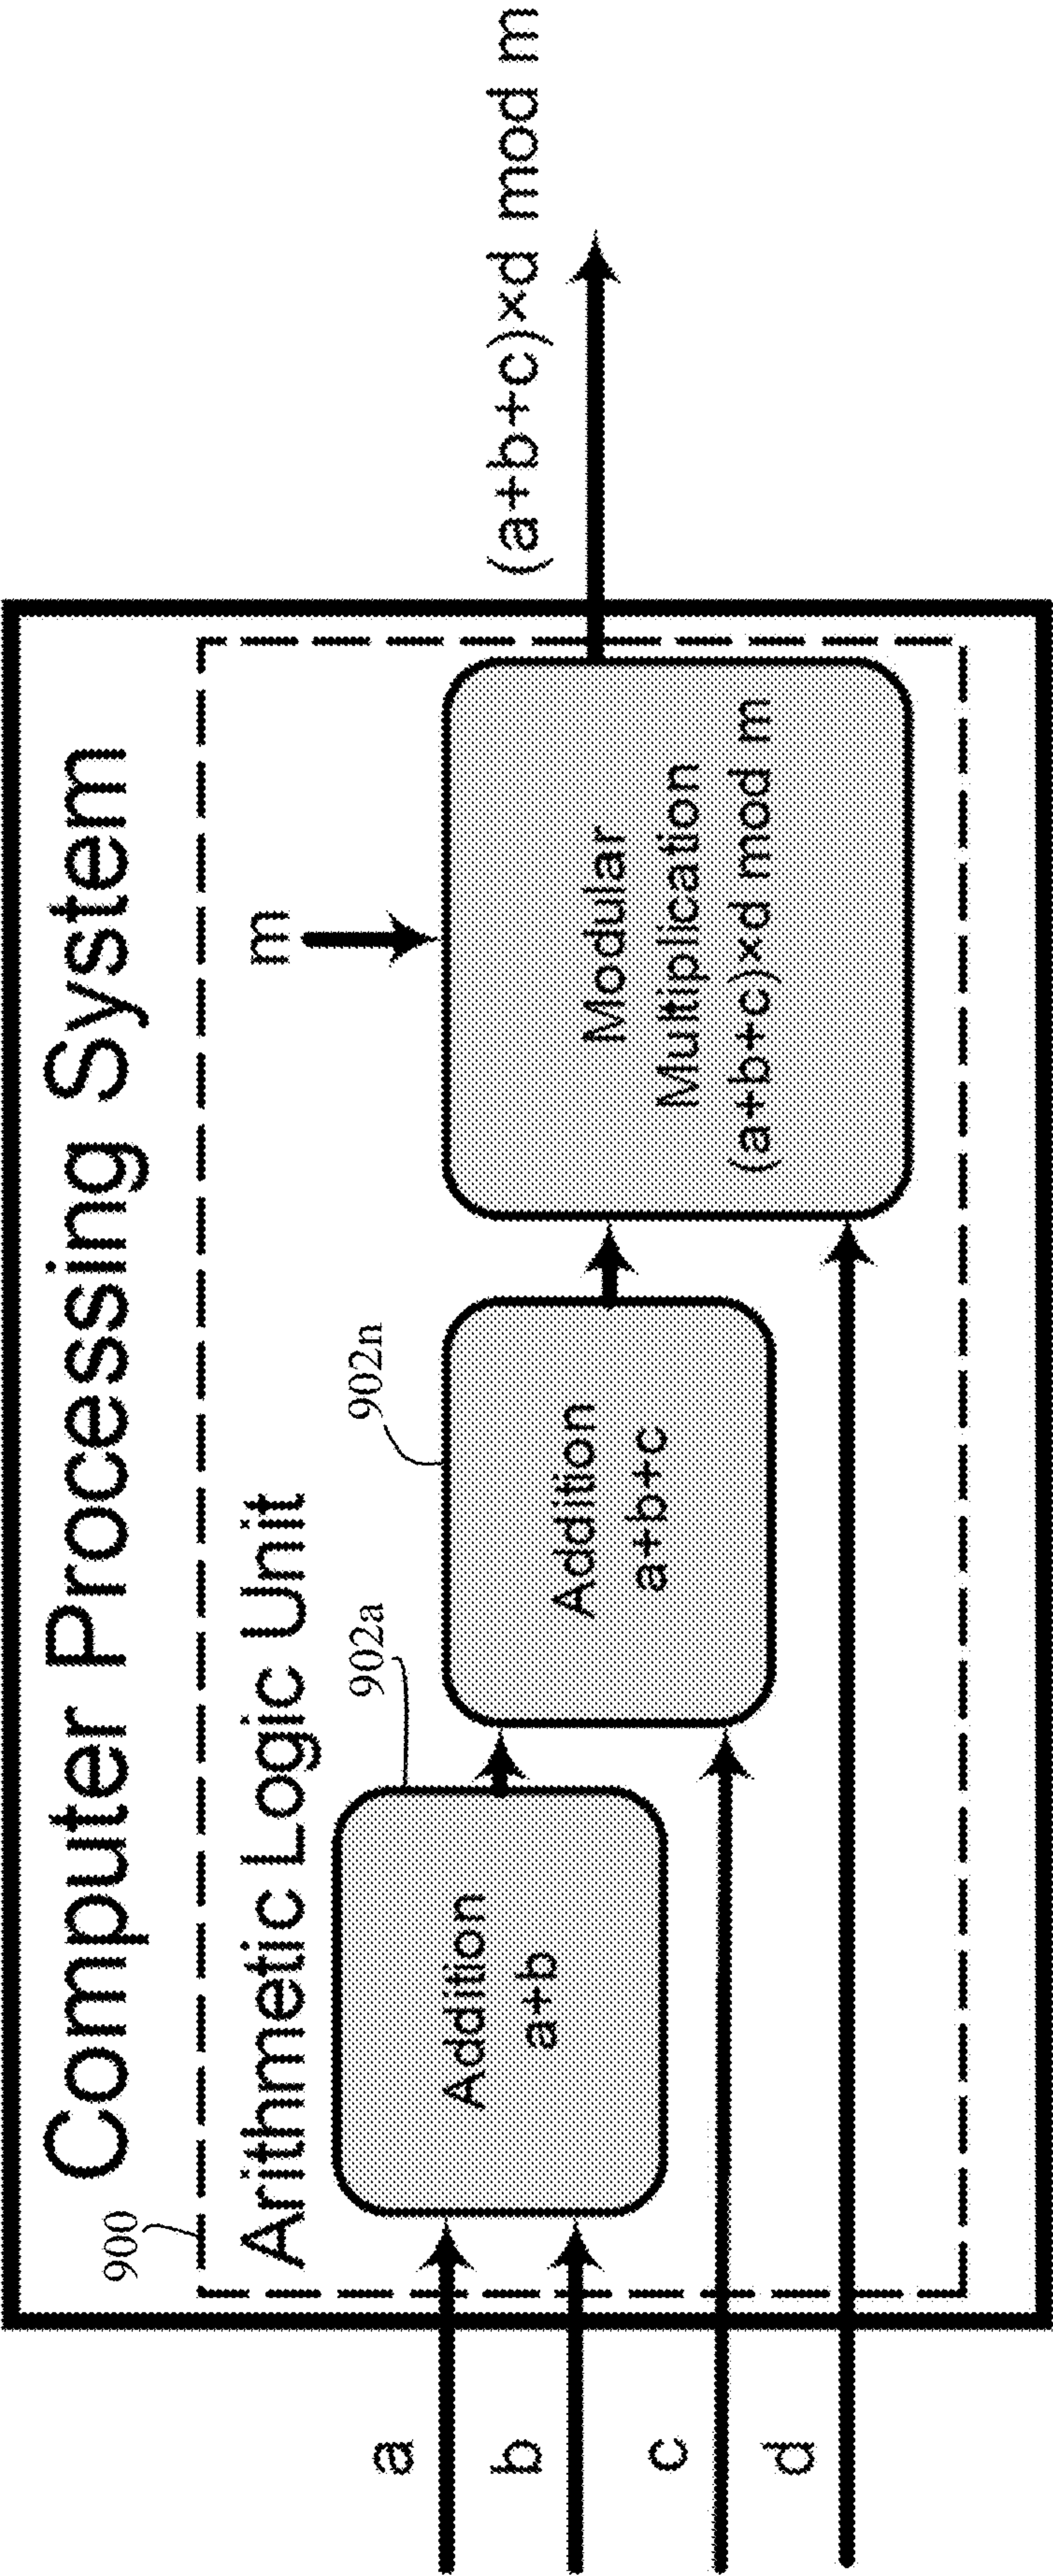 Computer Processing System
900
Arithmetic Logic Unit
902a
902n
m
a
b
c
d
Addition
a+b
Addition
a+b+c
Modular
Multiplication
(a+b+c)×d mod m
(a+b+c)×d mod m